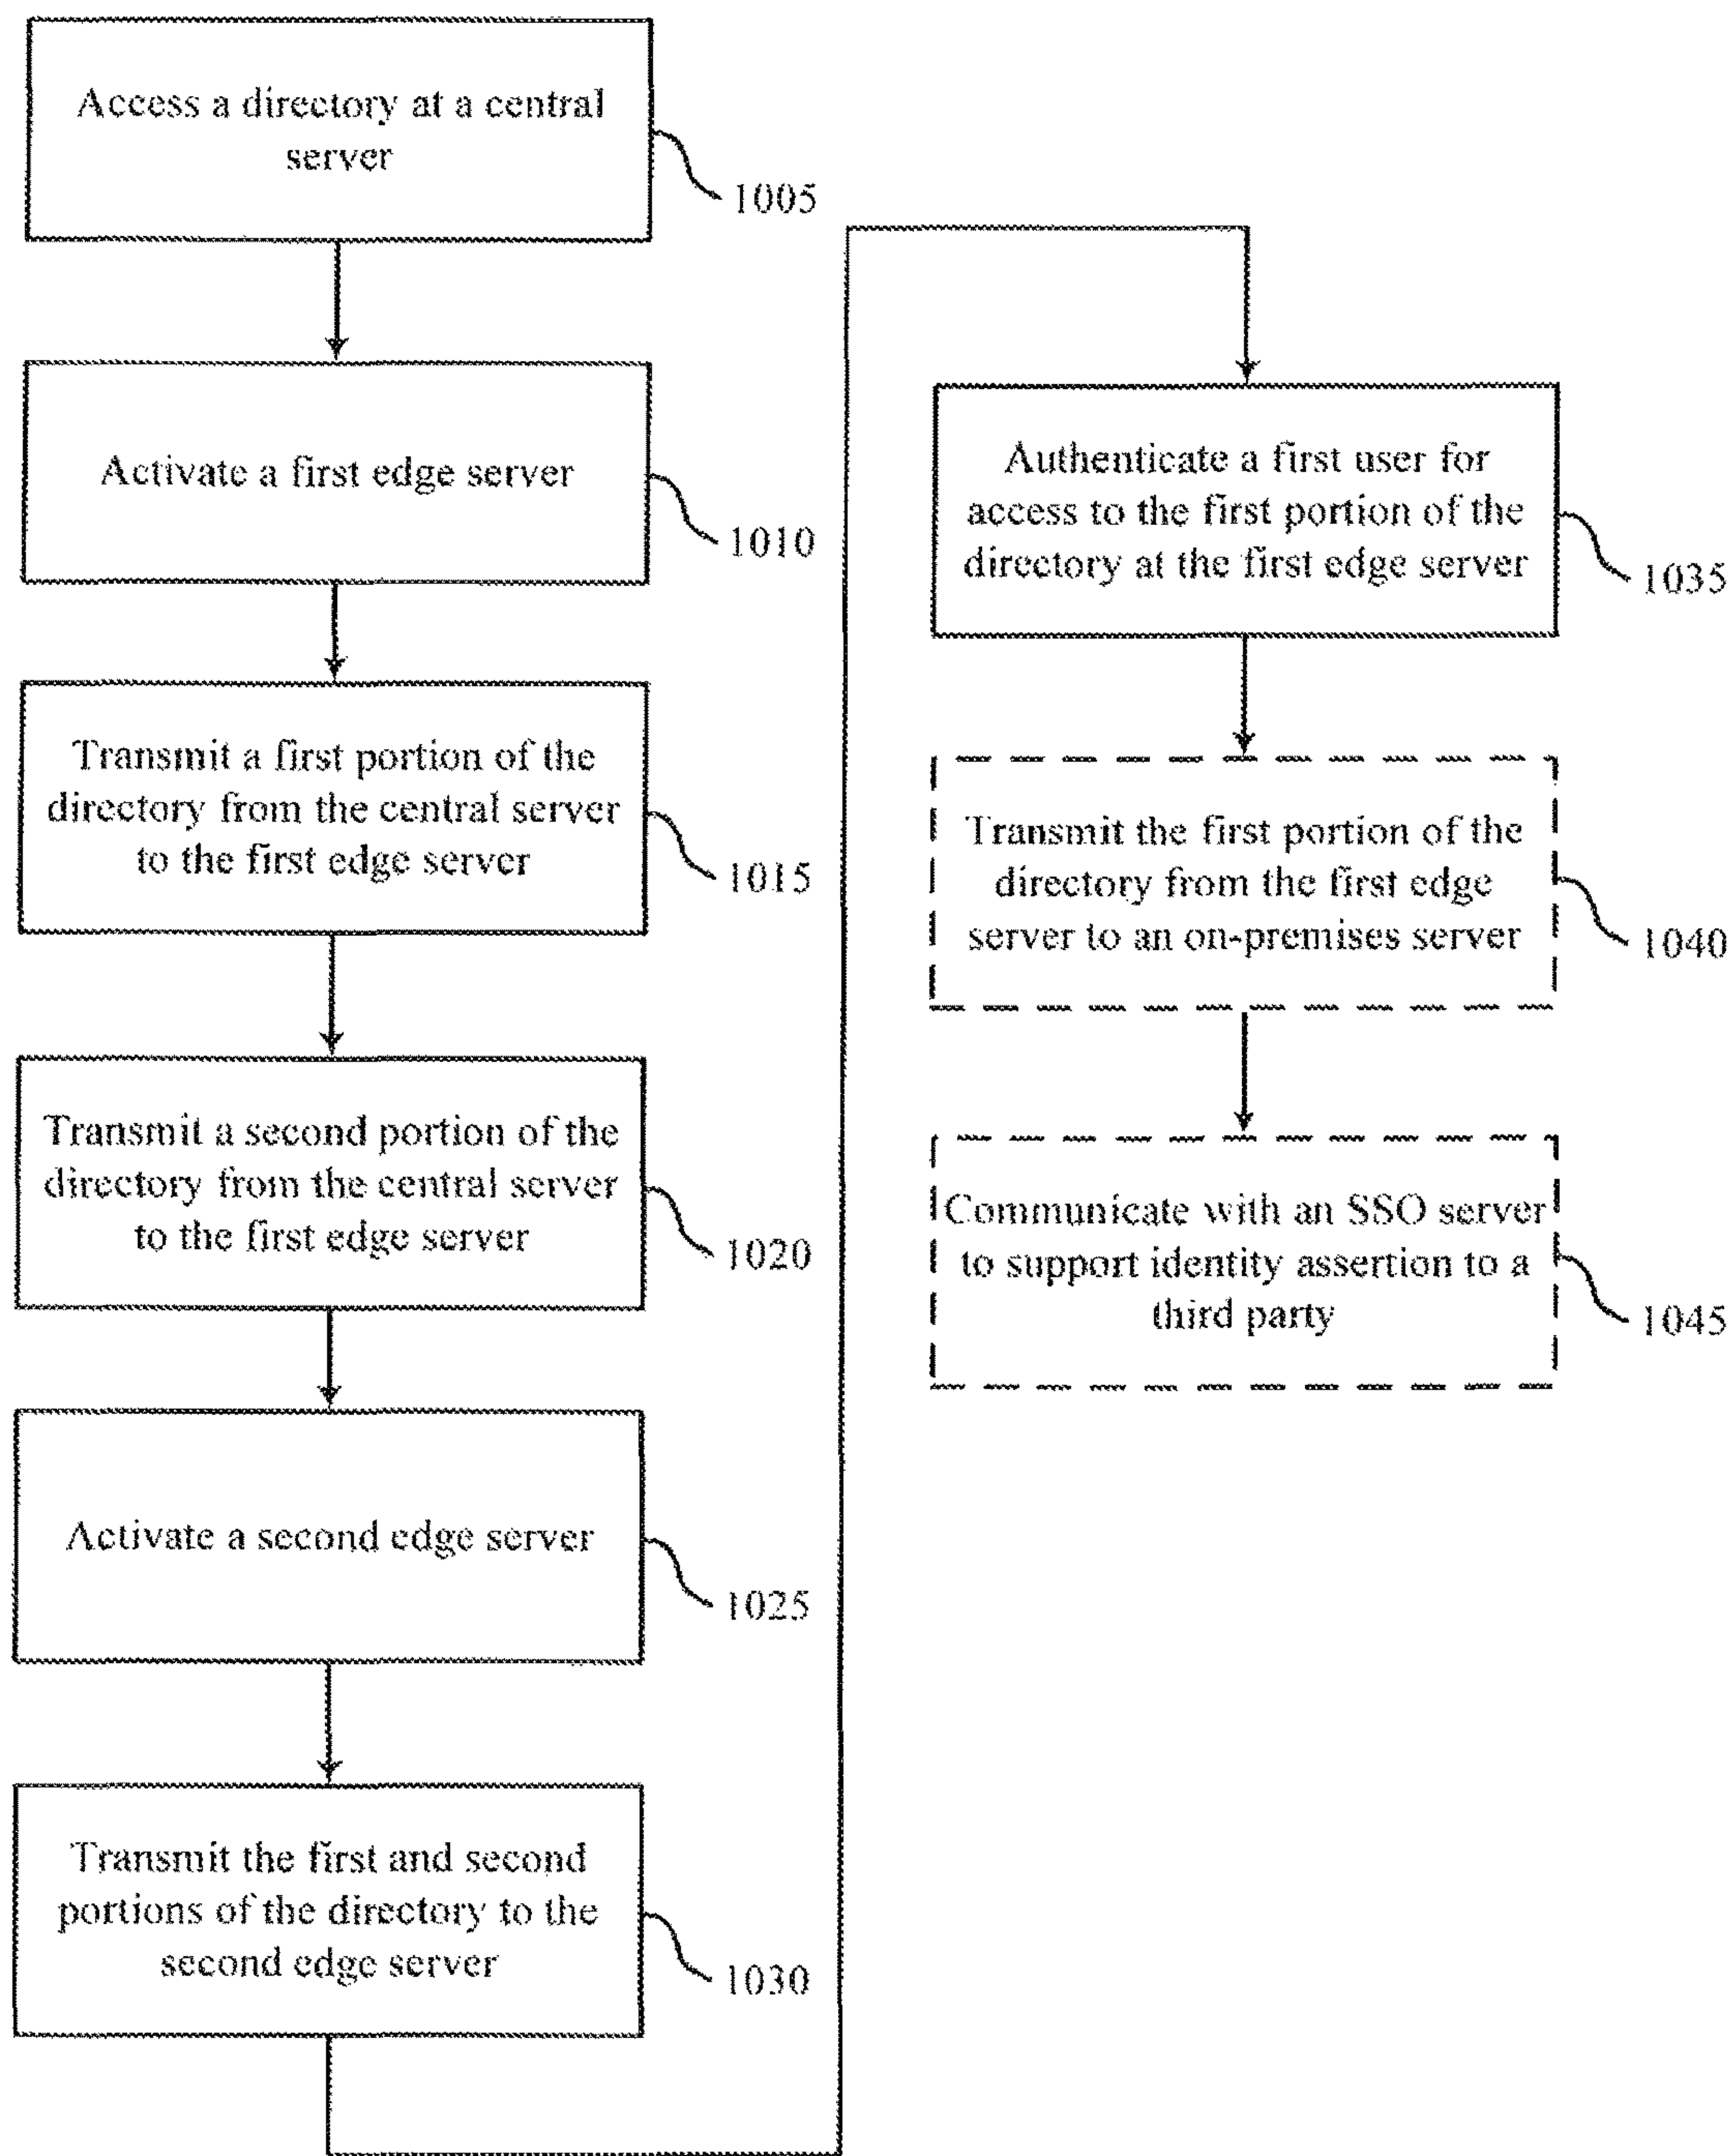 Access a directory at a central
server
1005
Activate a first edge server
1010
Transmit a first portion of the
directory from the central server
to the first edge server
1015
Transmit a second portion of the
directory from the central server
to the first edge server
1020
Activate a second edge server
1025
Transmit the first and second
portions of the directory to the
second edge server
1030
Authenticate a first user for
access to the first portion of the
directory at the first edge server
1035
Transmit the first portion of the
directory from the first edge
server to an on-premises server
1040
Communicate with an SSO server
to support identity assertion to a
third party
1045